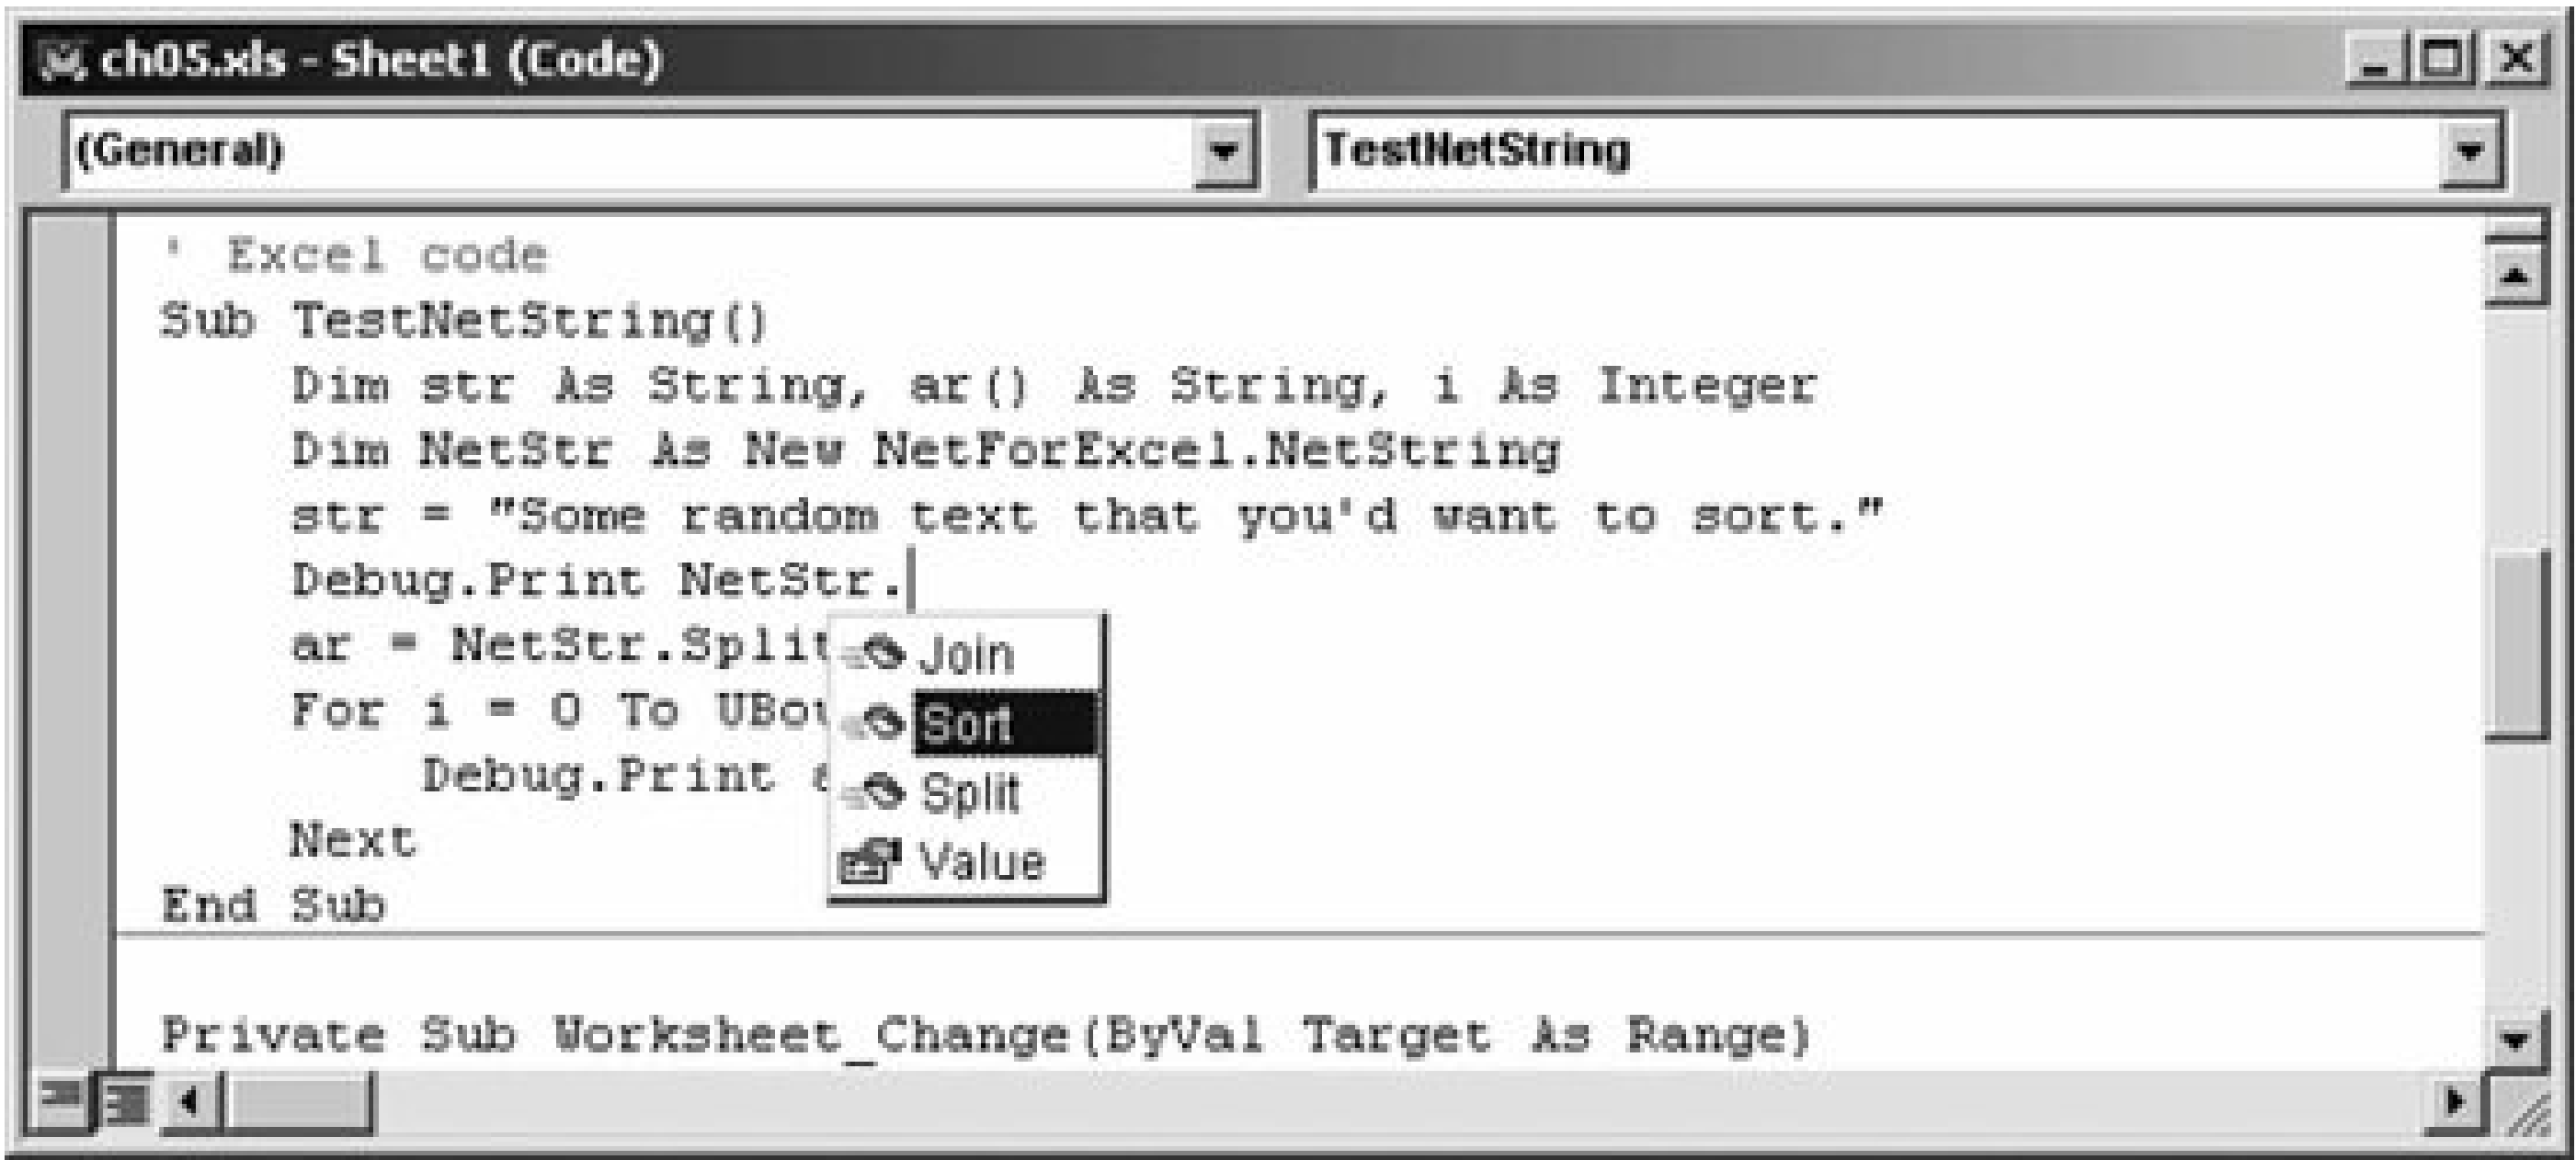 ch05.xls - Sheet1 (Code)
(General) TestNetString
' Excel code
Sub TestNetString()
Dim str As String, ar() As String, i As Integer
Dim NetStr As New NetForExcel.NetString
str = "Some random text that you'd want to sort."
Debug.Print NetStr.
ar = NetStr.Split
For i = 0 To UBou
Debug.Print a
Next
End Sub
Join
Sort
Split
Value
Private Sub Worksheet_Change(ByVal Target As Range)